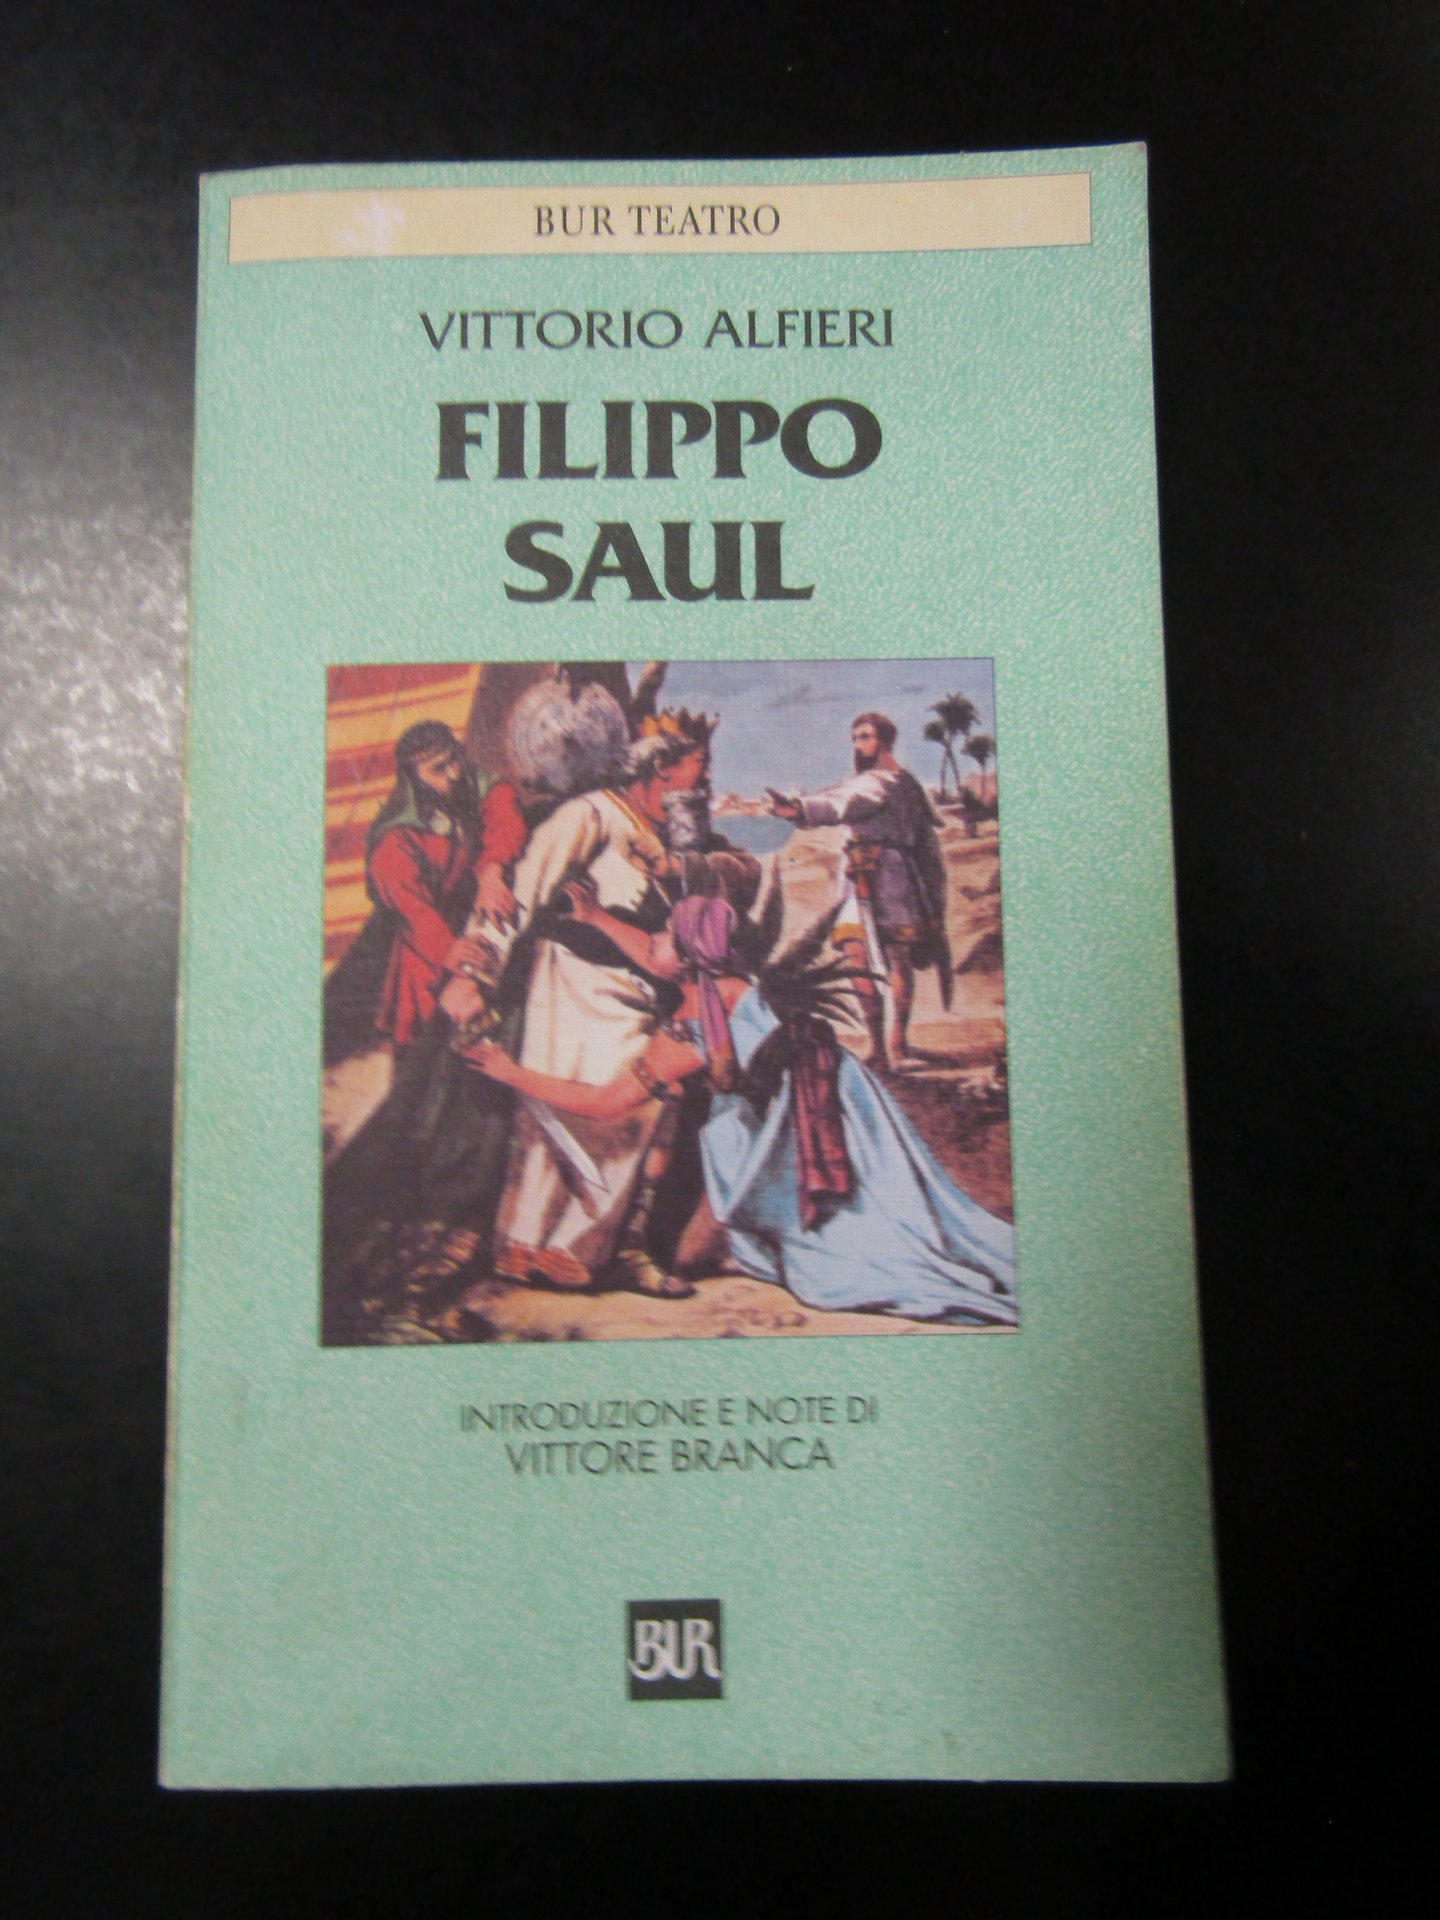 BUR TEATRO
VITTORIO ALFIERI
FILIPPO
SAUL
INTRODUZIONE E NOTE DI
VITTORE BRANCA
BUR